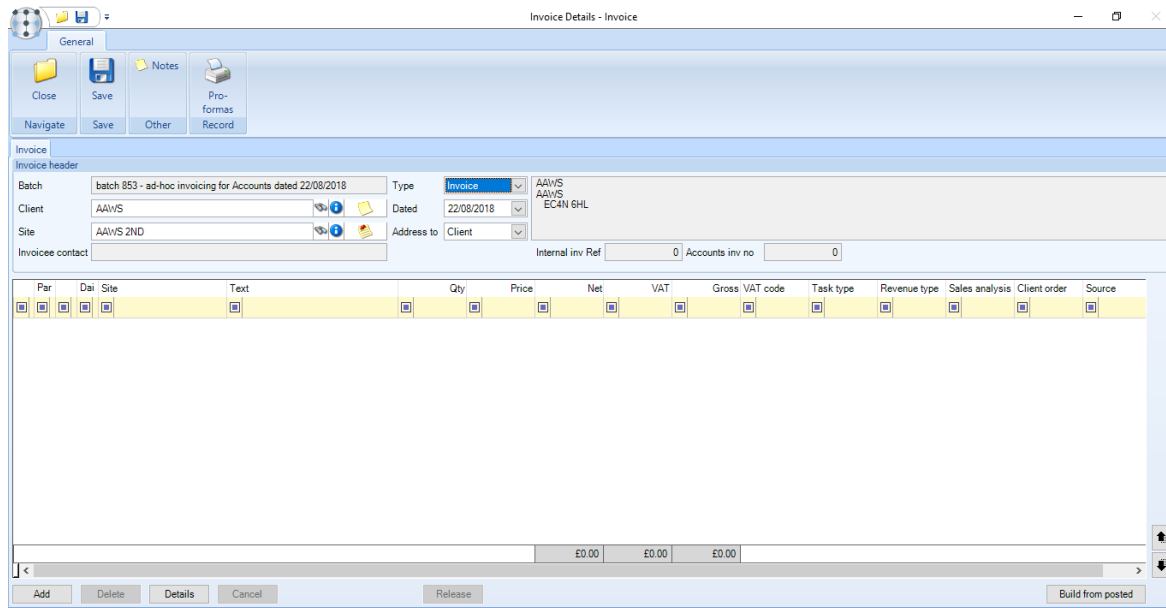 Invoice Details - Invoice
General
Close
Save
Notes
Pro-
formas
Navigate
Save
Other
Record
Invoice
Invoice header
Batch batch 853 - ad-hoc invoicing for Accounts dated 22/08/2018 Type Invoice AAWS
AAWS
Client AAWS Dated 22/08/2018 EC4N 6HL
Site AAWS 2ND Address to Client
Invoicee contact Internal inv Ref 0 Accounts inv no 0
Par Dai Site Text Qty Price Net VAT Gross VAT code Task type Revenue type Sales analysis Client order Source
£0.00 £0.00 £0.00
Add Delete Details Cancel Release Build from posted